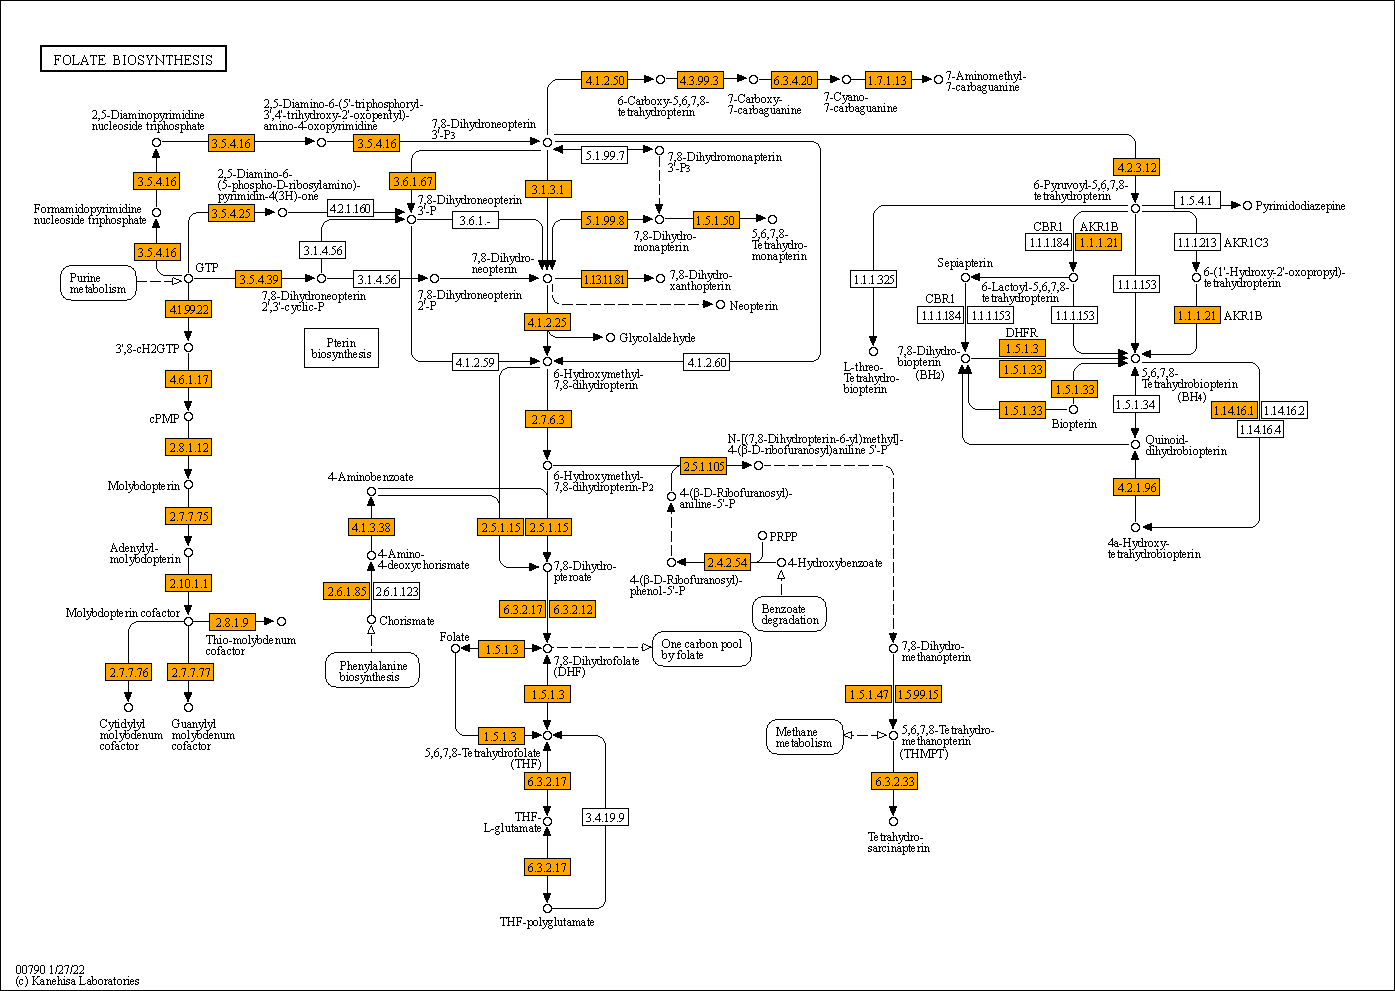 FOLATE BIOSYNTHESIS
4.1.2.50
4.3.99.3
6.3.4.20
1.7.1.13
7-Aminomethyl-
7-carbaguanine
6-Carboxy-5,6,7,8-
tetrahydropterin
7-Carboxy-
7-carbaguanine
7-Cyano-
7-carbaguanine
2,5-Diaminopyrimidine
nucleoside triphosphate
2,5-Diamino-6-(5'-triphosphoryl-
3',4'-trihydroxy-2'-oxopentyl)-
amino-4-oxopyrimidine
7,8-Dihydroneopterin
3'-P3
3.5.4.16
3.5.4.16
5.1.99.7
7,8-Dihydromonapterin
3'-P3
4.2.3.12
3.5.4.16
2,5-Diamino-6-
(5-phospho-D-ribosylamino)-
pyrimidin-4(3H)-one
3.6.1.67
3.1.3.1
6-Pyruvoyl-5,6,7,8-
tetrahydropterin
1.5.4.1
Pyrimidodiazepine
Formamidopyrimidine
nucleoside triphosphate
3.5.4.25
4.2.1.160
7,8-Dihydroneopterin
3'-P
3.6.1.-
5.1.99.8
1.5.1.50
7,8-Dihydro-
monapterin
5,6,7,8-
Tetrahydro-
monapterin
CBR1
1.1.1.184
AKR1B
1.1.1.21
1.1.1.213
AKR1C3
3.5.4.16
3.1.4.56
GTP
Purine
metabolism
3.5.4.39
3.1.4.56
7,8-Dihydroneopterin
2',3'-cyclic-P
7,8-Dihydroneopterin
2'-P
7,8-Dihydro-
neopterin
1.13.11.81
7,8-Dihydro-
xanthopterin
Neopterin
1.1.1.325
Sepiapterin
6-Lactoyl-5,6,7,8-
tetrahydropterin
1.1.1.153
6-(1'-Hydroxy-2'-oxopropyl)-
tetrahydropterin
4.1.99.22
4.1.2.25
Glycolaldehyde
CBR1
1.1.1.184
1.1.1.153
1.1.1.153
1.1.1.21
AKR1B
3',8-cH2GTP
Pterin
biosynthesis
4.1.2.59
4.1.2.60
6-Hydroxymethyl-
7,8-dihydropterin
L-threo-
Tetrahydro-
biopterin
7,8-Dihydro-
biopterin
(BH2)
DHFR
1.5.1.3
1.5.1.33
5,6,7,8-
Tetrahydrobiopterin
(BH4)
4.6.1.17
1.5.1.33
1.5.1.33
Biopterin
1.5.1.34
1.14.16.1
1.14.16.2
1.14.16.4
cPMP
2.7.6.3
2.8.1.12
N-[(7,8-Dihydropterin-6-yl)methyl]-
4-(β-D-ribofuranosyl)aniline 5'-P
Quinoid-
dihydrobiopterin
2.5.1.105
6-Hydroxymethyl-
7,8-dihydropterin-P2
4-Aminobenzoate
Molybdopterin
4-(β-D-Ribofuranosyl)-
aniline-5'-P
4.2.1.96
2.7.7.75
4.1.3.38
2.5.1.15
2.5.1.15
PRPP
4a-Hydroxy-
tetrahydrobiopterin
Adenylyl-
molybdopterin
4-Amino-
4-deoxychorismate
7,8-Dihydro-
pteroate
2.4.2.54
4-Hydroxybenzoate
4-(β-D-Ribofuranosyl)-
phenol-5'-P
2.10.1.1
2.6.1.85
2.6.1.123
Benzoate
degradation
Molybdopterin cofactor
2.8.1.9
Thio-molybdenum
cofactor
Chorismate
6.3.2.17
6.3.2.12
Folate
1.5.1.3
7,8-Dihydrofolate
(DHF)
One carbon pool
by folate
7,8-Dihydro-
methanopterin
2.7.7.76
2.7.7.77
Phenylalanine
biosynthesis
1.5.1.3
1.5.1.47
1.5.99.15
Cytidylyl
molybdenum
cofactor
Guanylyl
molybdenum
cofactor
1.5.1.3
5,6,7,8-Tetrahydrofolate
(THF)
Methane
metabolism
5,6,7,8-Tetrahydro-
methanopterin
(THMPT)
6.3.2.17
6.3.2.33
THF-
L-glutamate
3.4.19.9
Tetrahydro-
sarcinapterin
6.3.2.17
THF-polyglutamate
00790 1/27/22
(c) Kanehisa Laboratories